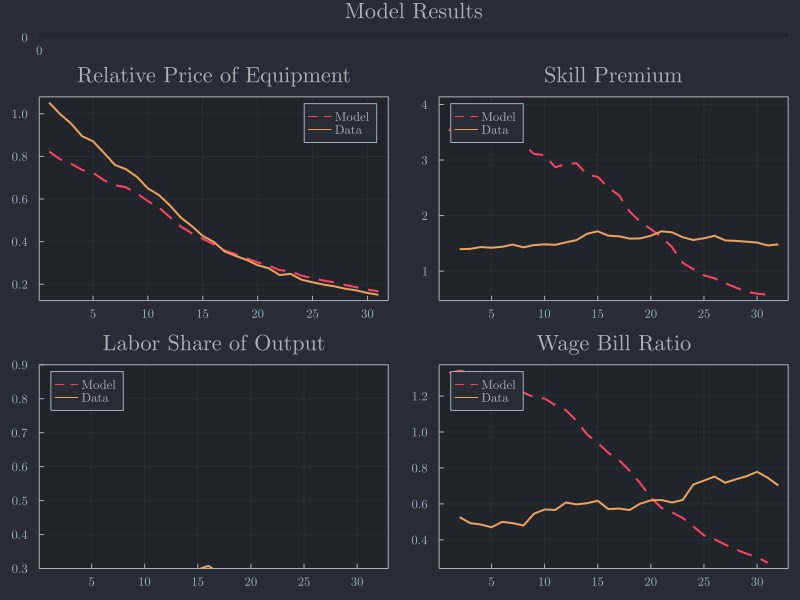 Model Results
0
0
Relative Price of Equipment
Skill Premium
1.0
0.8
0.6
0.4
0.2
Model
Data
5 10 15 20 25 30
4
3
2
1
Model
Data
5 10 15 20 25 30
Labor Share of Output
Wage Bill Ratio
0.9
0.8
0.7
0.6
0.5
0.4
0.3
Model
Data
5 10 15 20 25 30
1.2
1.0
0.8
0.6
0.4
Model
Data
5 10 15 20 25 30